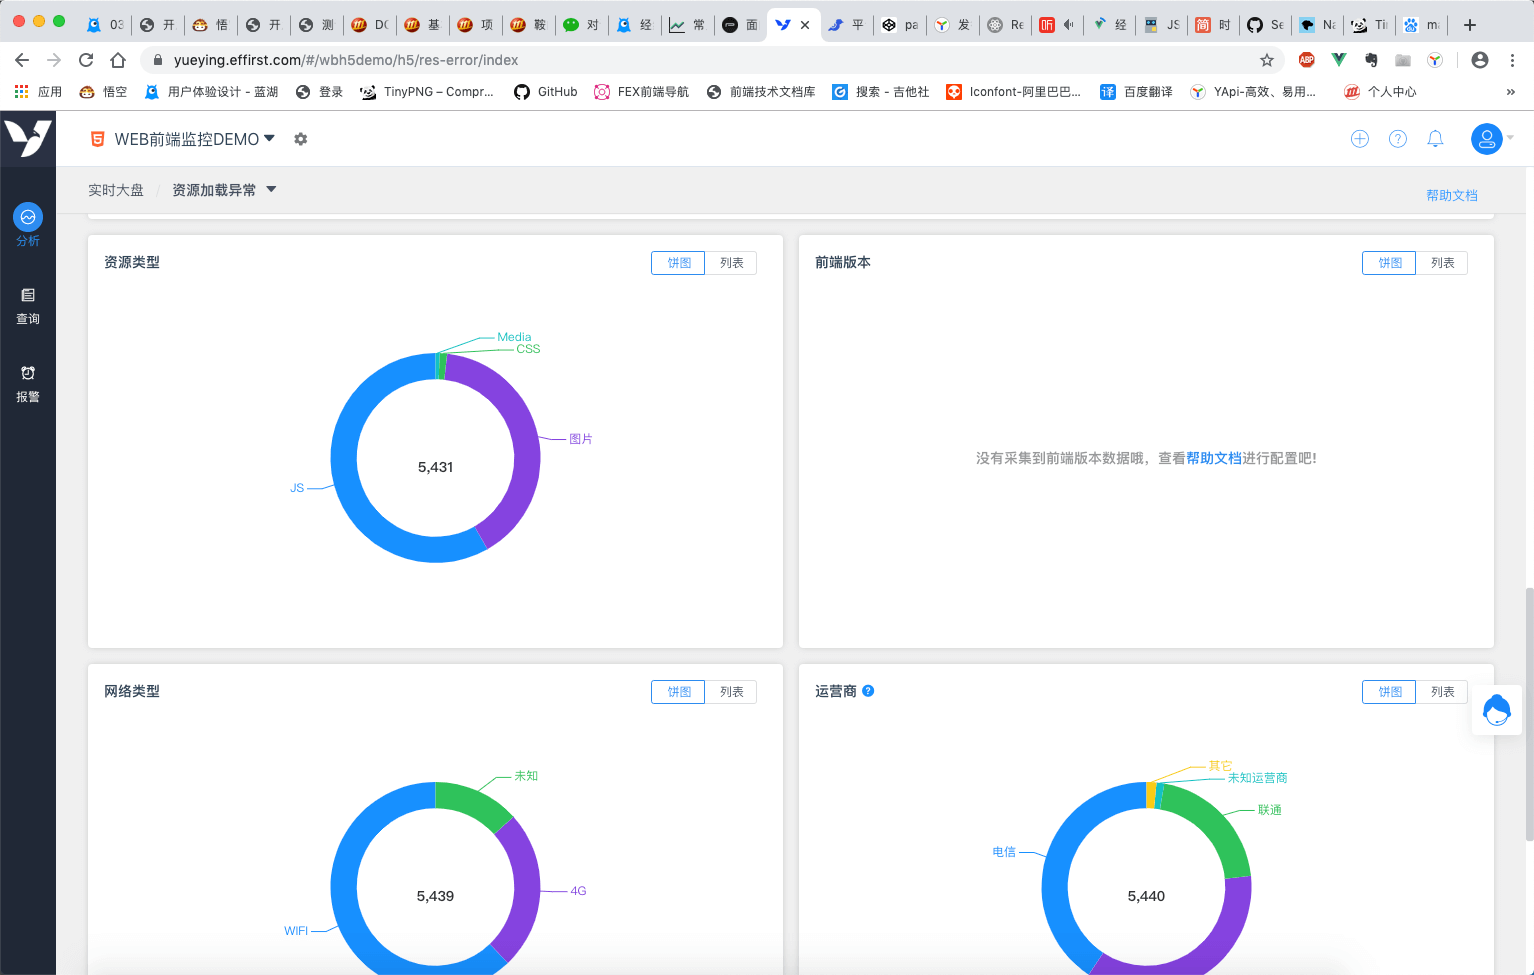 03
开
悟
开
测
DC
基
项
鞍
对
经
常
面
平
pa
发
Re
听
经
JS
简
时
Se
Na
Tir
ma
yueying.effirst.com/#/wbh5demo/h5/res-error/index
ABP
应用
悟空
用户体验设计 - 蓝湖
登录
TinyPNG – Compr...
GitHub
FEX前端导航
前端技术文档库
搜索 - 吉他社
Iconfont-阿里巴巴...
译 百度翻译
YApi-高效、易用...
个人中心
»
WEB前端监控DEMO
实时大盘 / 资源加载异常
帮助文档
分析
查询
报警
资源类型
饼图 列表
Media
CSS
图片
5,431
JS
前端版本
饼图 列表
没有采集到前端版本数据哦，查看帮助文档进行配置吧!
网络类型
饼图 列表
未知
4G
5,439
WIFI
运营商
饼图 列表
其它
未知运营商
联通
电信
5,440